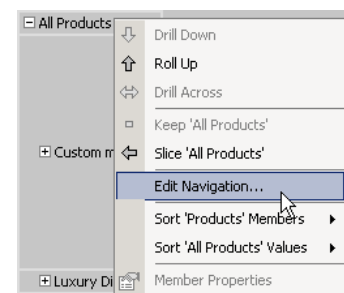 All Products
Drill Down
Roll Up
Drill Across
Keep 'All Products'
Custom
Slice 'All Products'
Edit Navigation...
Sort 'Products' Members
Sort 'All Products' Values
Luxury
Member Properties